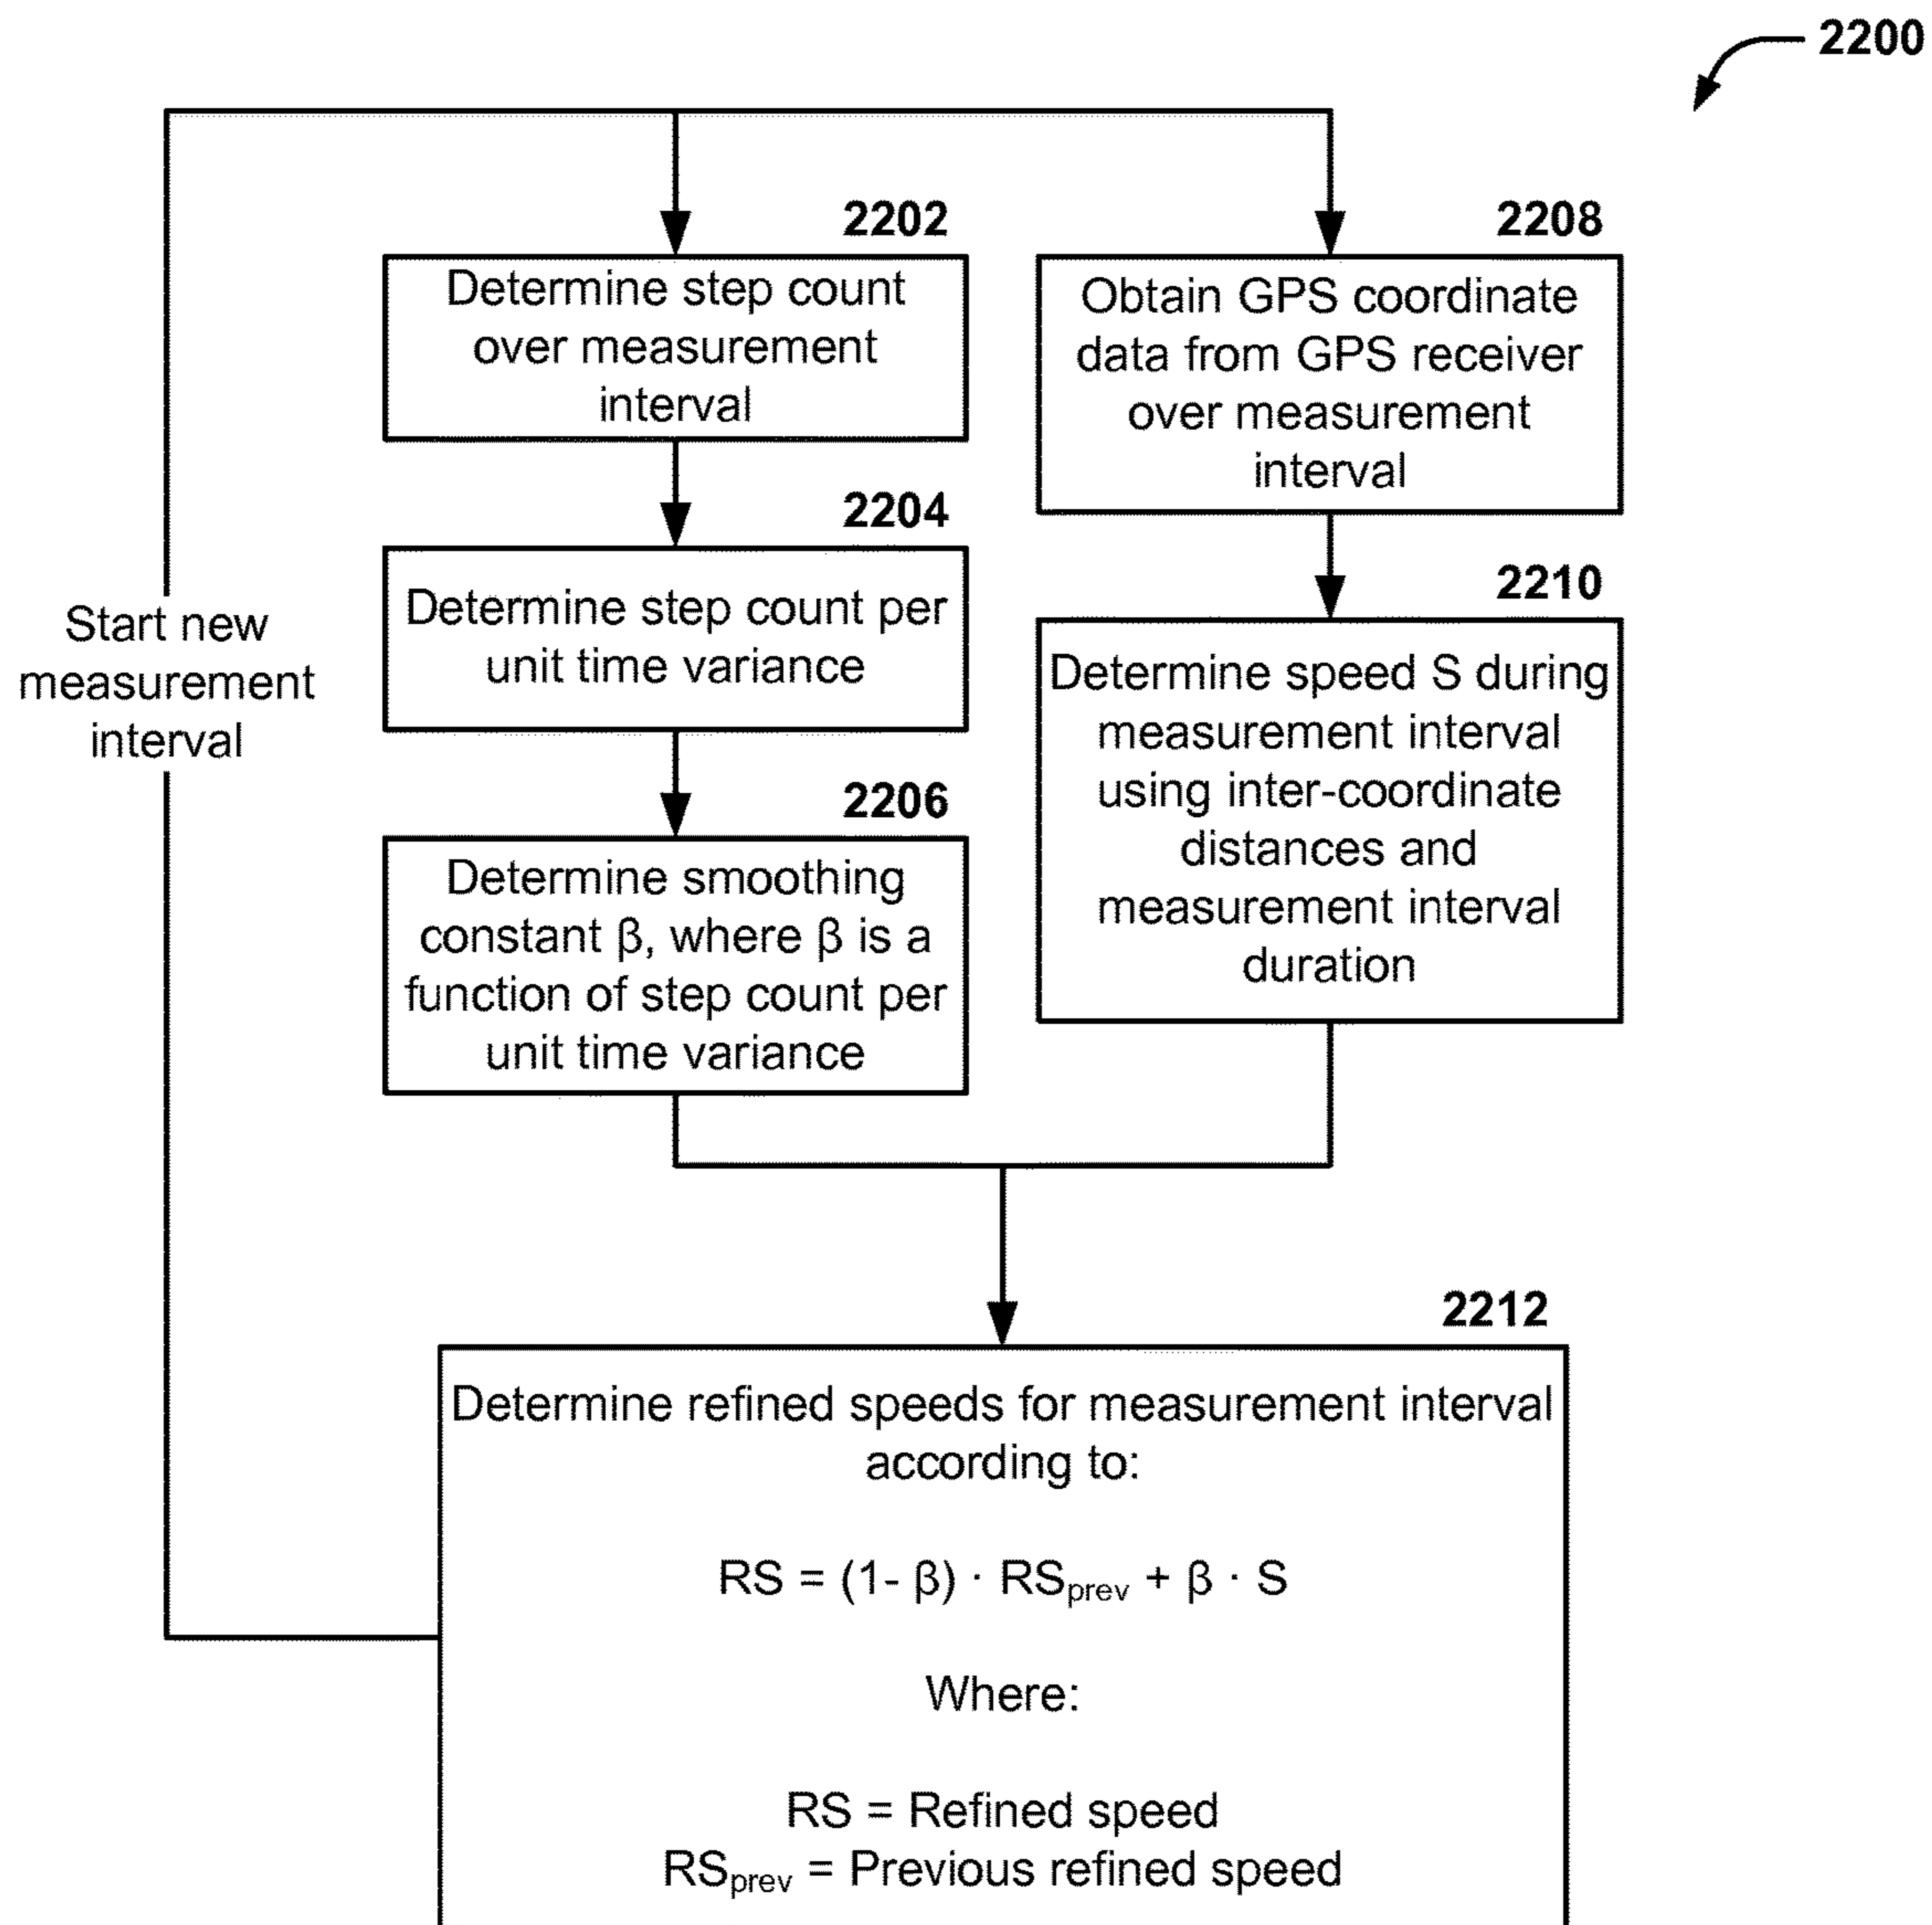 2200
2202
Determine step count
over measurement
interval
2204
Determine step count per
unit time variance
2206
Determine smoothing
constant β, where β is a
function of step count per
unit time variance
2208
Obtain GPS coordinate
data from GPS receiver
over measurement
interval
2210
Determine speed S during
measurement interval
using inter-coordinate
distances and
measurement interval
duration
Start new
measurement
interval
2212
Determine refined speeds for measurement interval
according to:
RS = (1- β) · RSprev + β · S
Where:
RS = Refined speed
RSprev = Previous refined speed